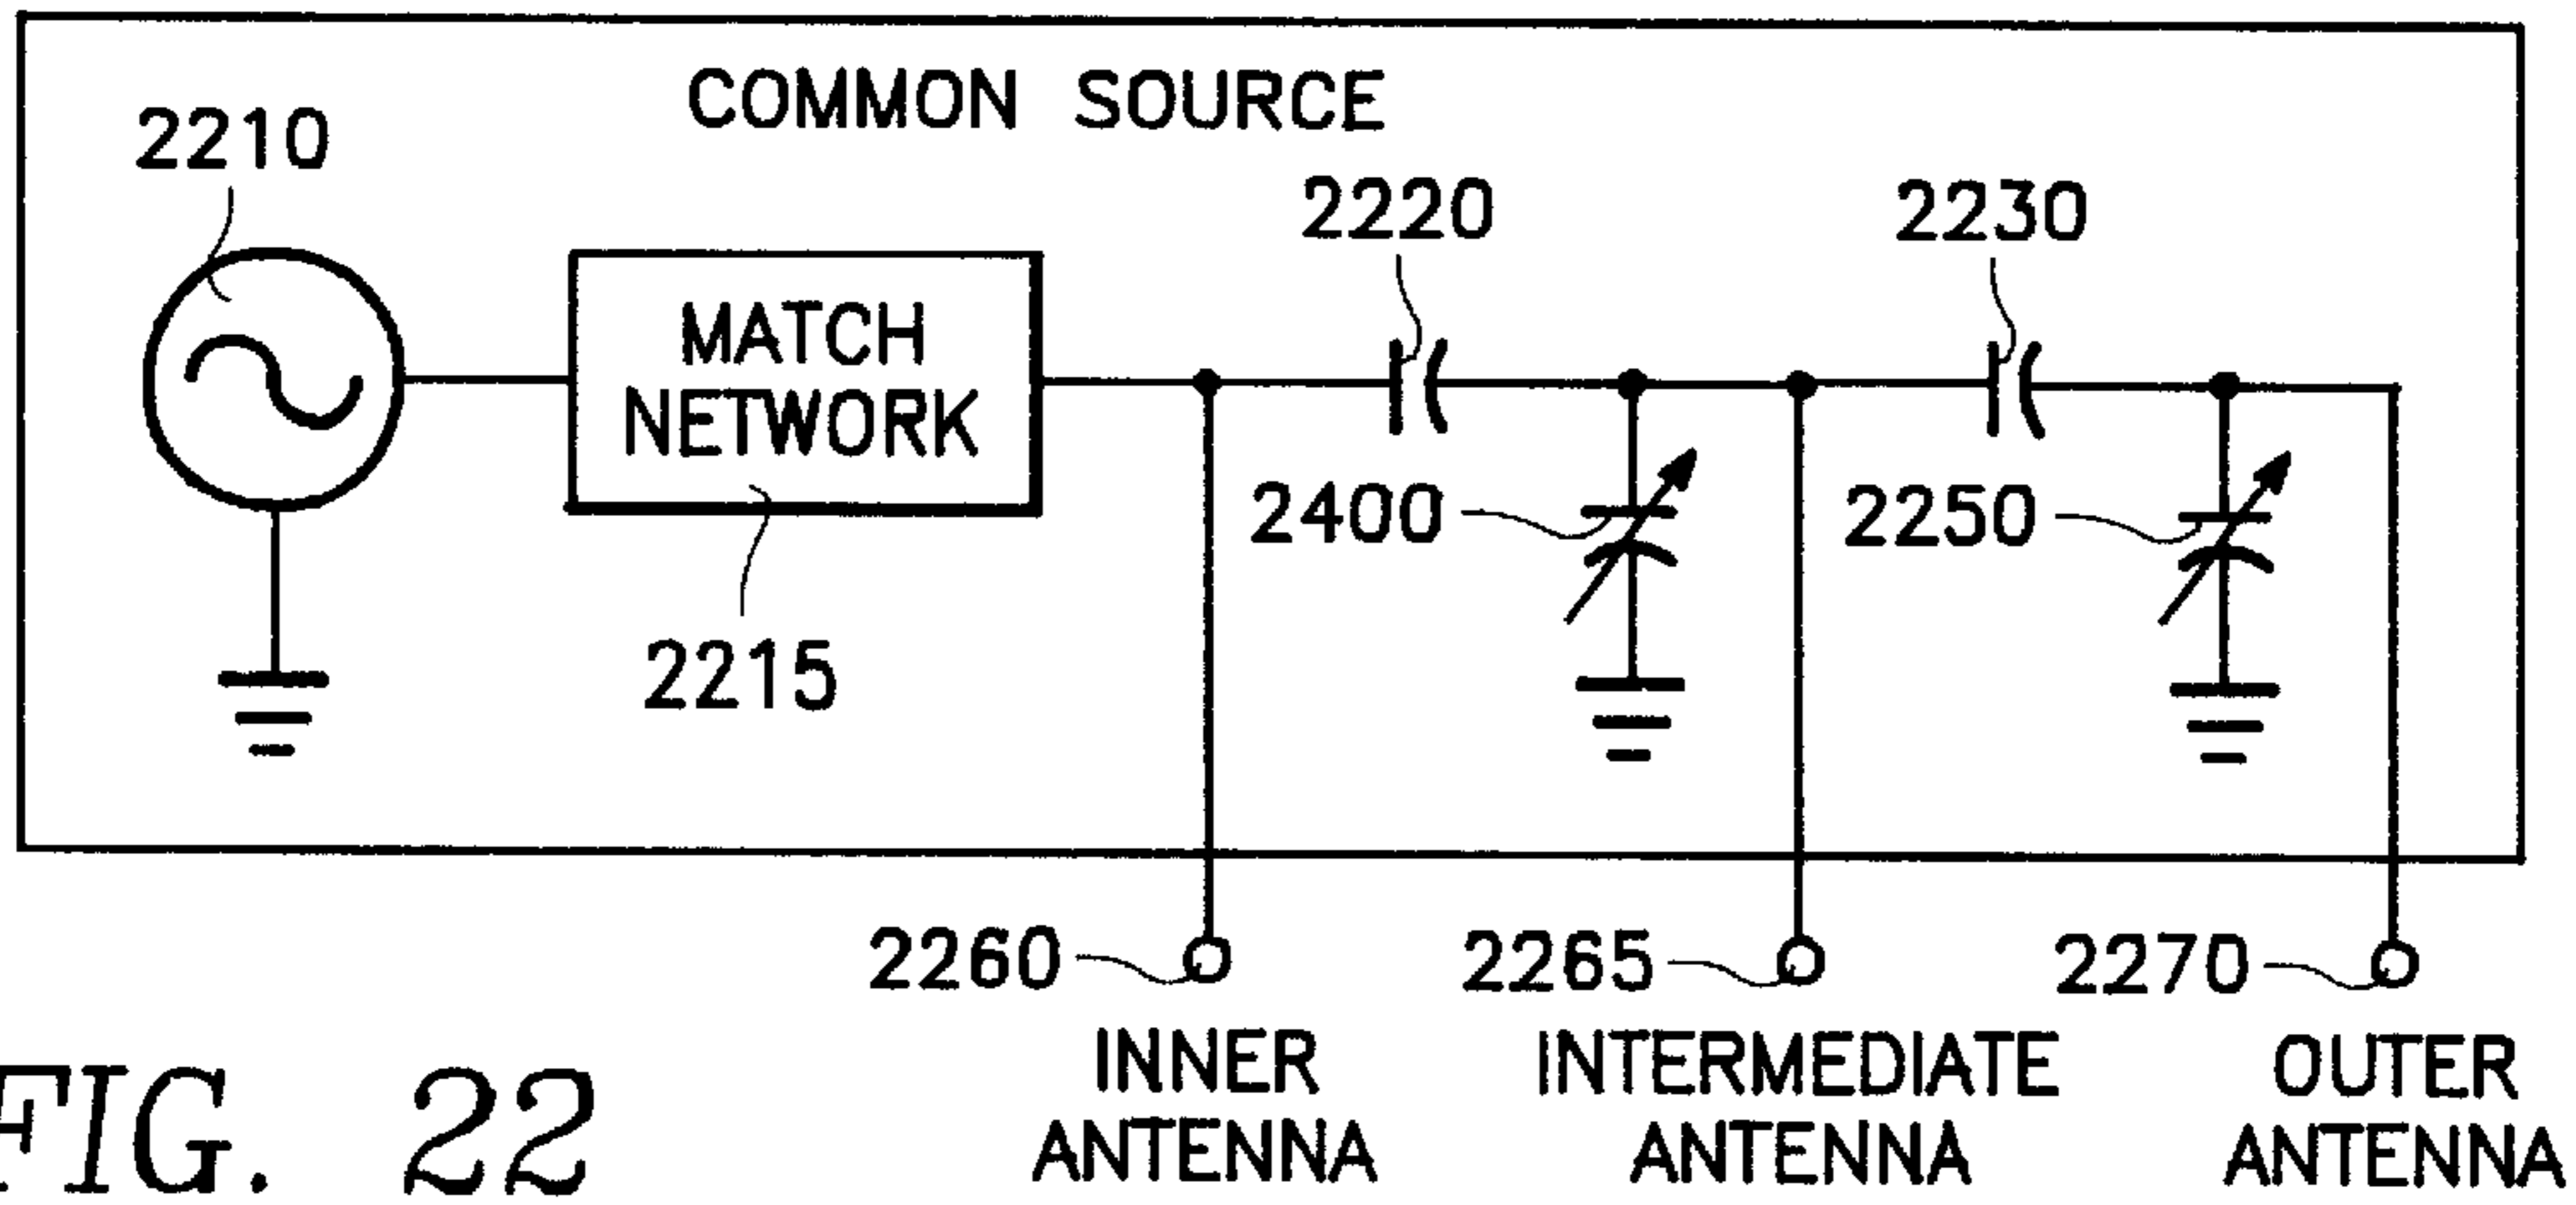 COMMON SOURCE
2210
2220
2230
MATCH
NETWORK
2400
2250
2215
2260
2265
2270
INNER
ANTENNA
INTERMEDIATE
ANTENNA
OUTER
ANTENNA
FIG. 22